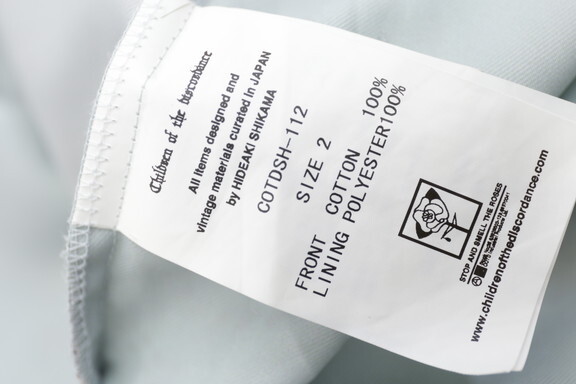 Children of the discordance
All items designed and
vintage materials curated in JAPAN
by HIDEAKI SHIKAMA
COTDSH-112
SIZE 2
FRONT COTTON 100%
LINING POLYESTER100%
STOP AND SMELL THE ROSES
www.childrenofthediscordance.com